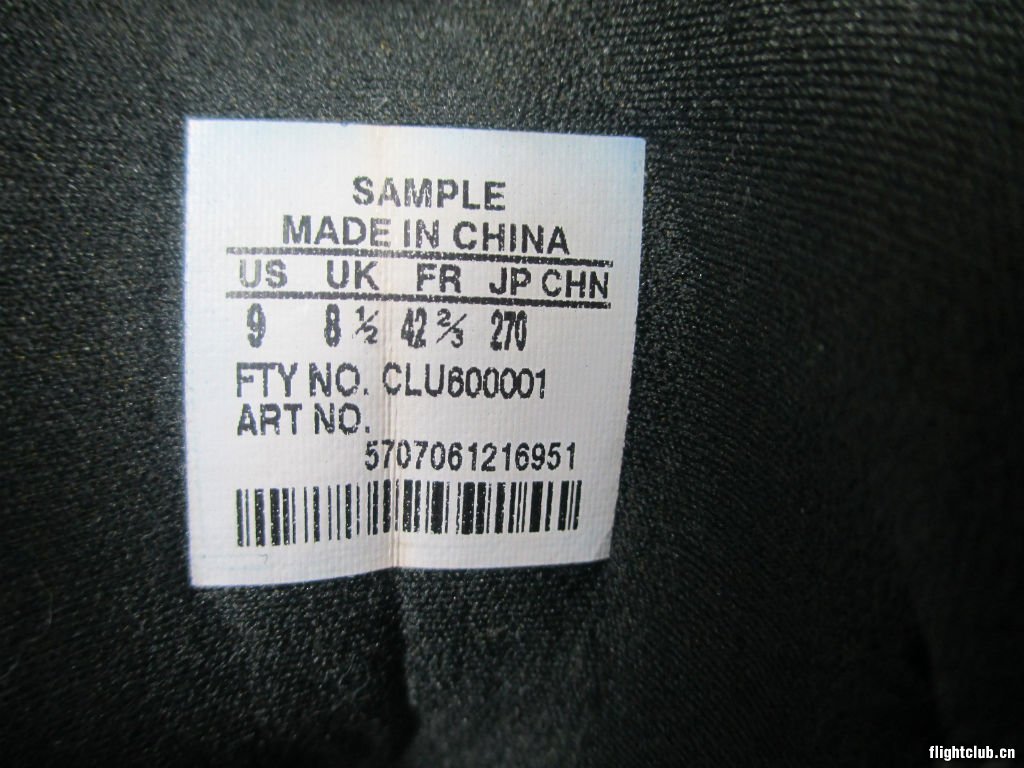 SAMPLE
MADE IN CHINA
US UK FR JP CHN
9 8 ½ 42 ⅔ 270
FTY NO. CLU600001
ART NO.
5707061216951
flightclub.cn